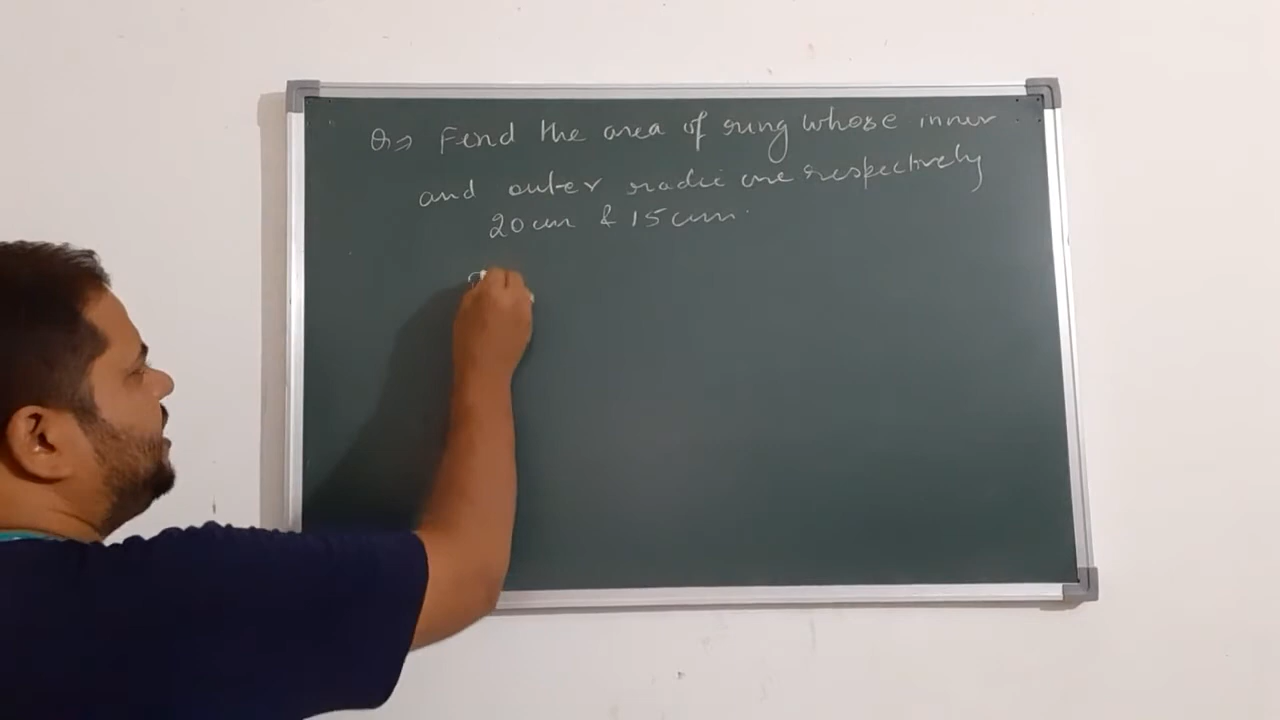 Q⇒ Find the area of ring whose inner
and outer radii are respectively
20cm & 15cm.